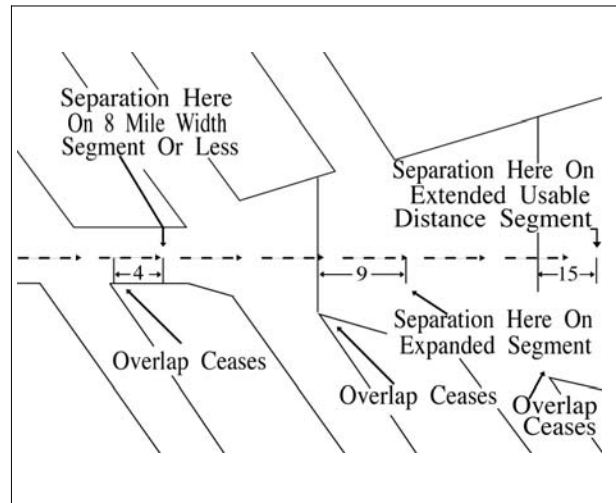 Separation Here
On 8 Mile Width
Segment Or Less
Separation Here On
Extended Usable
Distance Segment
4
9
15
Overlap Ceases
Separation Here On
Expanded Segment
Overlap Ceases
Overlap
Ceases